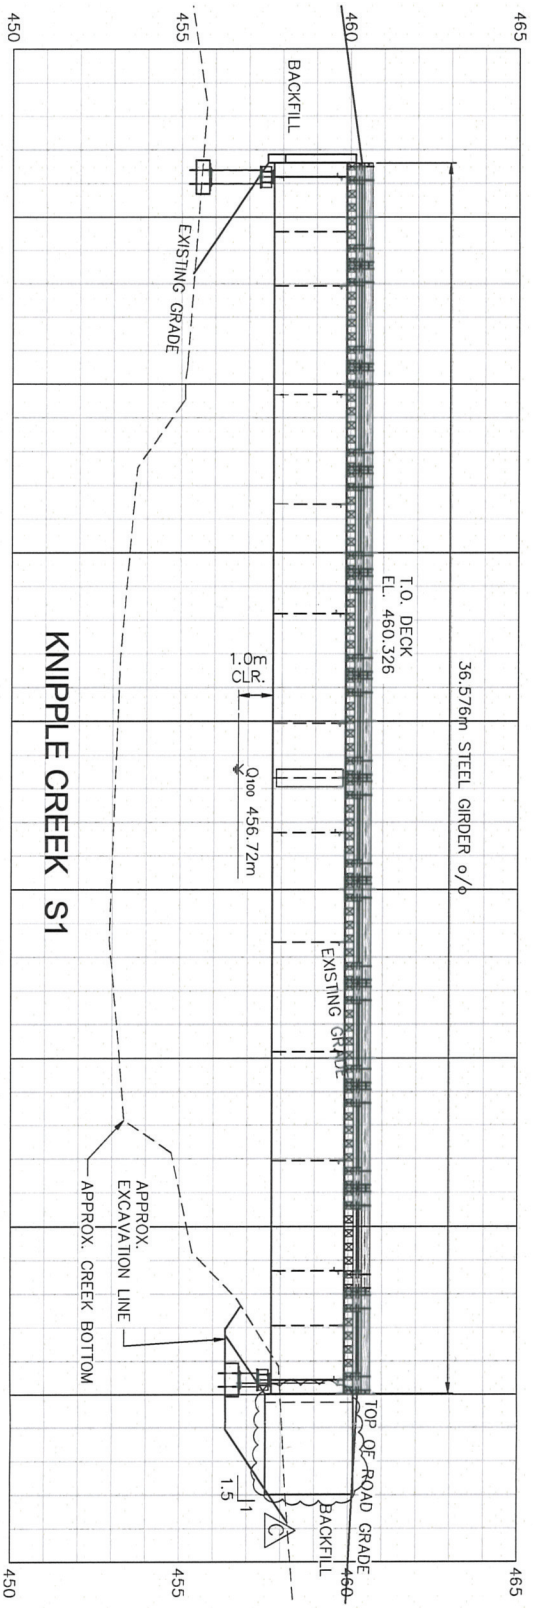 465
460
455
450
465
460
455
450
36.576m STEEL GIRDER o/o
T.O. DECK
EL. 460.326
BACKFILL
EXISTING GRADE
1.0m
CLR.
Q100 456.72m
EXISTING GRADE
TOP OF ROAD GRADE
BACKFILL
1
1.5
C
APPROX.
EXCAVATION LINE
APPROX. CREEK BOTTOM
KNIPPLE CREEK S1